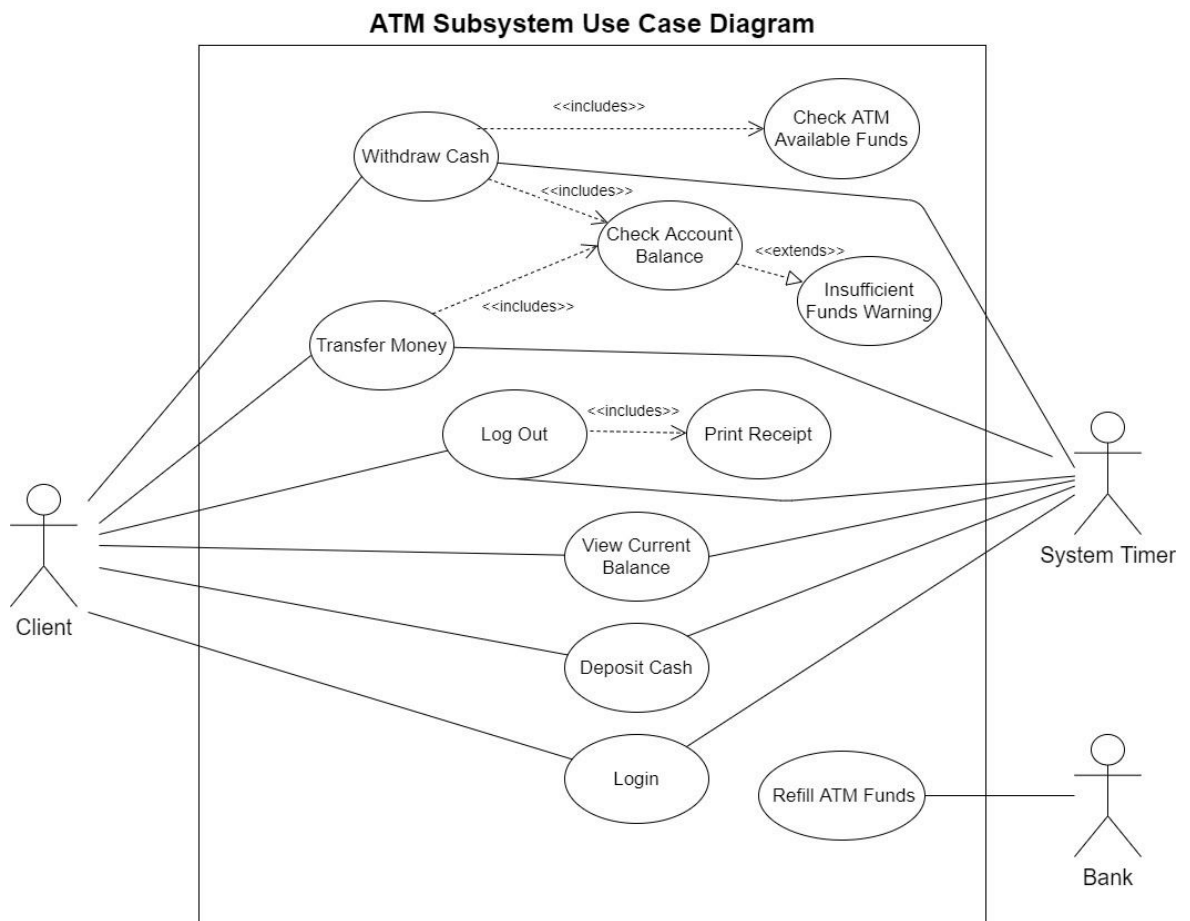 ATM Subsystem Use Case Diagram
<<includes>>
Check ATM
Available Funds
Withdraw Cash
<<includes>>
Check Account
Balance
<<extends>>
Insufficient
Funds Warning
<<includes>>
Transfer Money
<<includes>>
Log Out
Print Receipt
View Current
Balance
System Timer
Client
Deposit Cash
Login
Refill ATM Funds
Bank